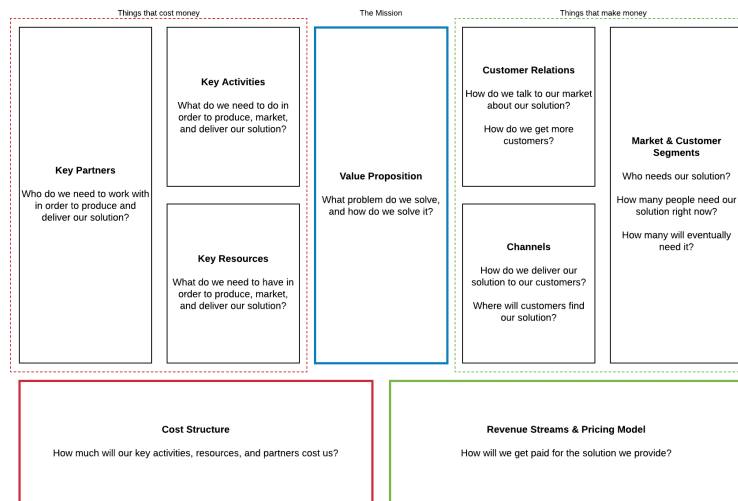 Things that cost money
The Mission
Things that make money
Key Partners
Who do we need to work with
in order to produce and
deliver our solution?
Key Activities
What do we need to do in
order to produce, market,
and deliver our solution?
Key Resources
What do we need to have in
order to produce, market,
and deliver our solution?
Value Proposition
What problem do we solve,
and how do we solve it?
Customer Relations
How do we talk to our market
about our solution?
How do we get more
customers?
Channels
How do we deliver our
solution to our customers?
Where will customers find
our solution?
Market & Customer
Segments
Who needs our solution?
How many people need our
solution right now?
How many will eventually
need it?
Cost Structure
How much will our key activities, resources, and partners cost us?
Revenue Streams & Pricing Model
How will we get paid for the solution we provide?